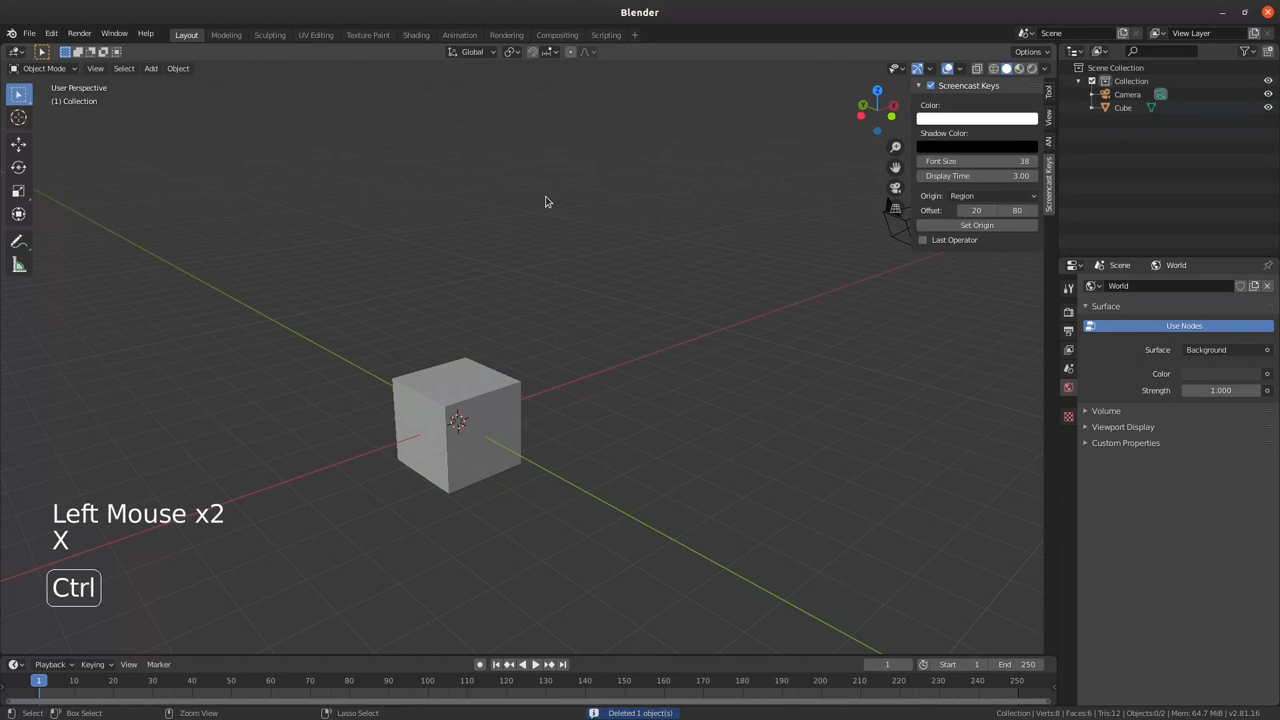 Blender
File Edit Render Window Help
Layout Modeling Sculpting UV Editing Texture Paint Shading Animation Rendering Compositing Scripting +
Scene
View Layer
Global
Options
Object Mode View Select Add Object
User Perspective
(1) Collection
Screencast Keys
Color:
Shadow Color:
Font Size 38
Display Time 3.00
Origin: Region
Offset: 20 80
Set Origin
Last Operator
Tool
View
AN
Screencast Keys
Scene Collection
Collection
Camera
Cube
Scene World
World
Surface
Use Nodes
Surface Background
Color
Strength 1.000
Volume
Viewport Display
Custom Properties
Left Mouse x2
X
Ctrl
Playback Keying View Marker
1 Start 1 End 250
1 10 20 30 40 50 60 70 80 90 100 110 120 130 140 150 160 170 180 190 200 210 220 230 240 250
Select Box Select Zoom View Lasso Select Deleted 1 object(s) Collection | Verts:8 | Faces:6 | Tris:12 | Objects:0/2 | Mem: 64.7 MiB | v2.81.16